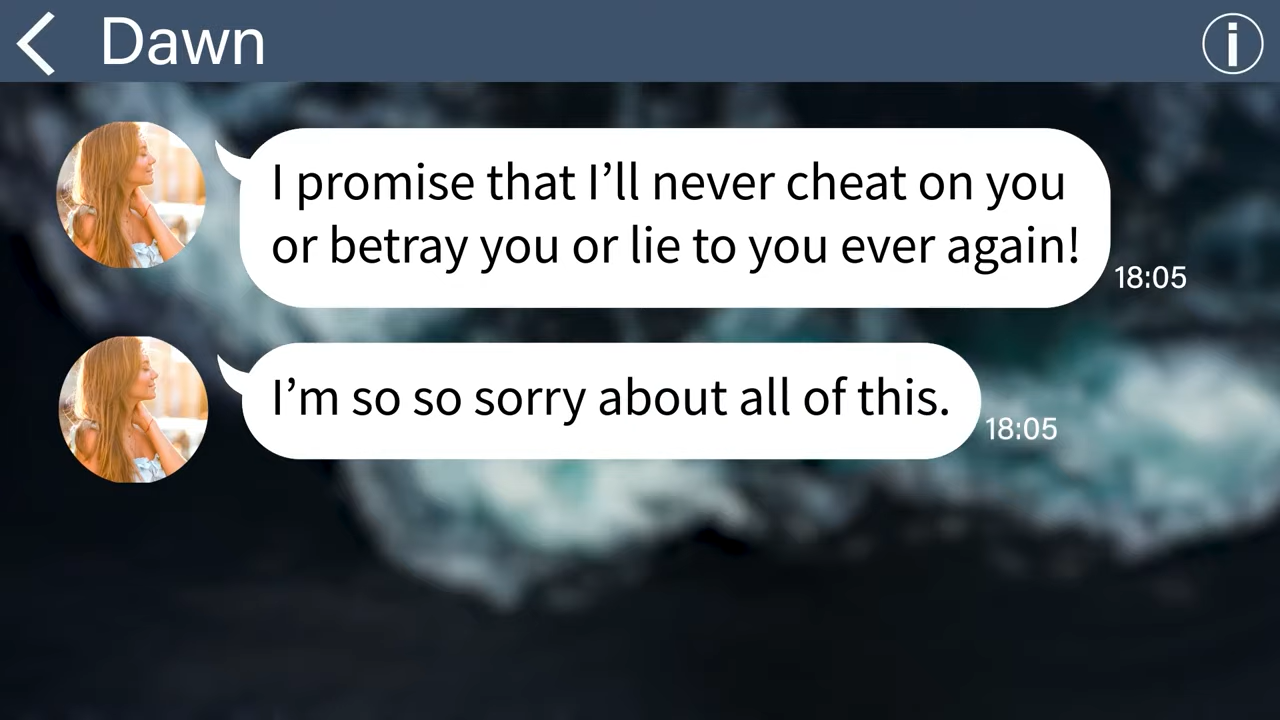 Dawn
I promise that I’ll never cheat on you
or betray you or lie to you ever again!
18:05
I’m so so sorry about all of this.
18:05